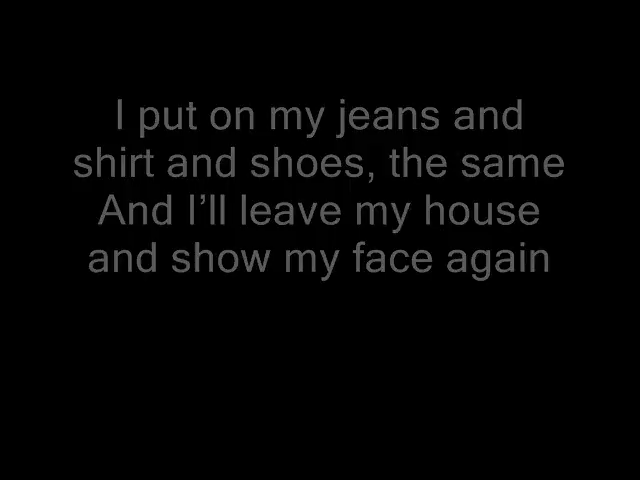 I put on my jeans and
shirt and shoes, the same
And I’ll leave my house
and show my face again